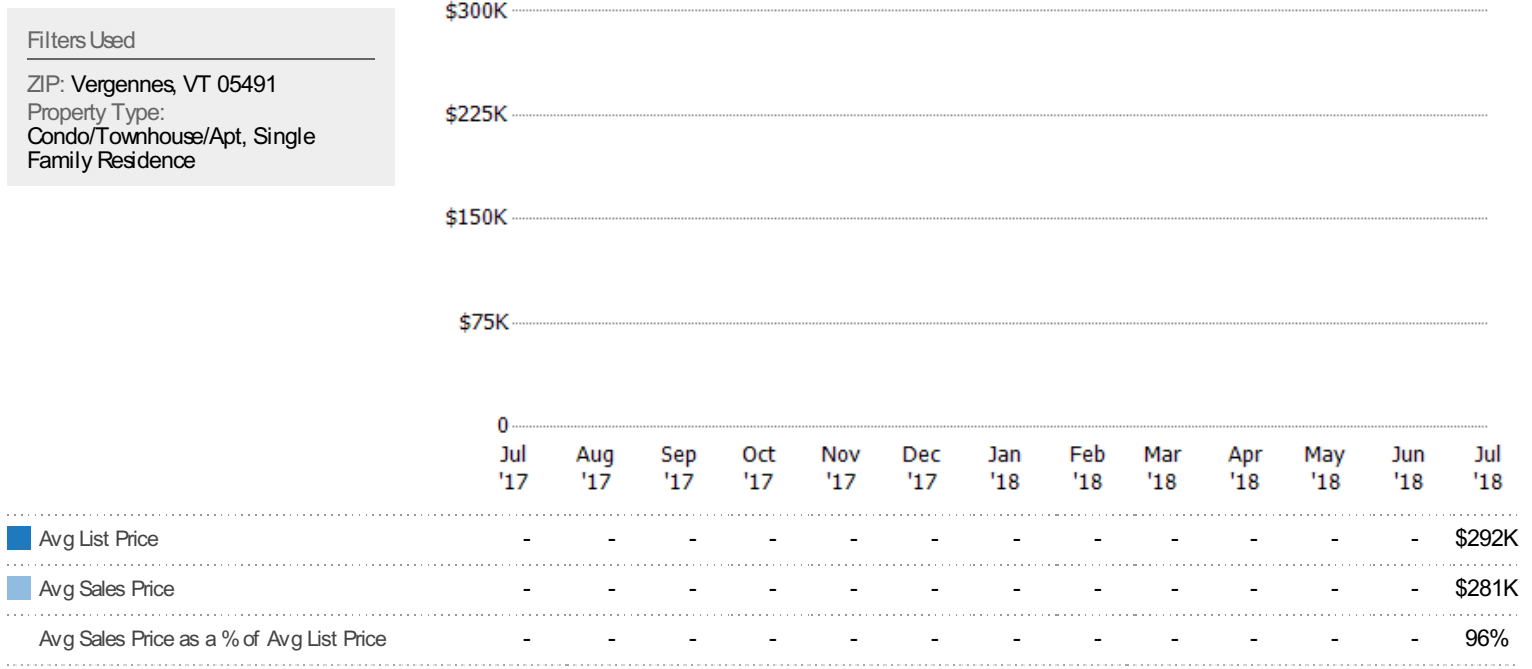 Filters Used
ZIP: Vergennes, VT 05491
Property Type:
Condo/Townhouse/Apt, Single
Family Residence
$300K
$225K
$150K
$75K
0
Jul Aug Sep Oct Nov Dec Jan Feb Mar Apr May Jun Jul
'17 '17 '17 '17 '17 '17 '18 '18 '18 '18 '18 '18 '18
Avg List Price - - - - - - - - - - - - $292K
Avg Sales Price - - - - - - - - - - - - $281K
Avg Sales Price as a % of Avg List Price - - - - - - - - - - - - 96%